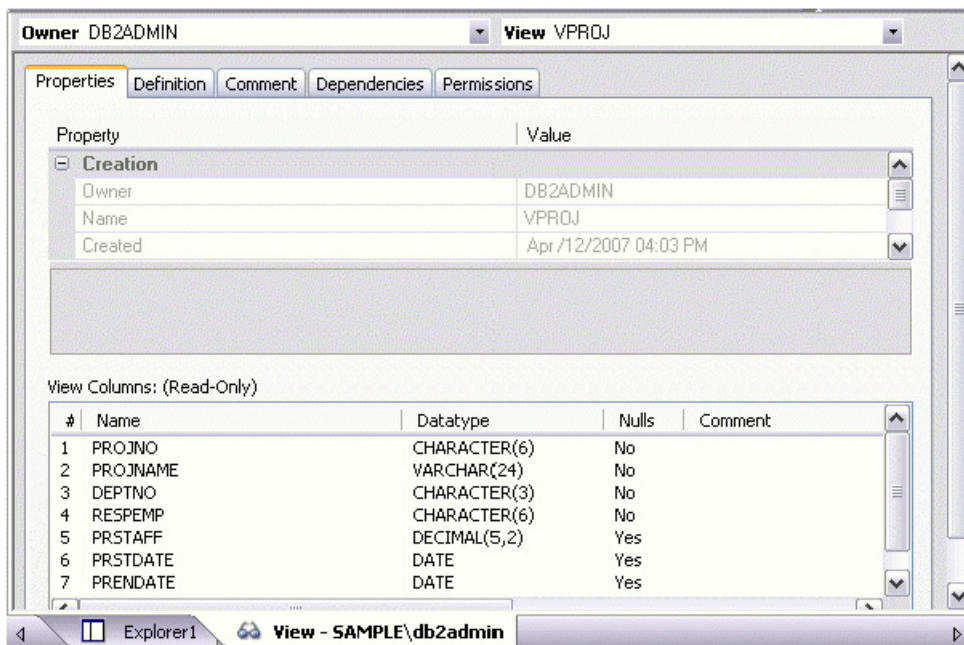 Owner DB2ADMIN View VPROJ
Properties Definition Comment Dependencies Permissions
Property Value
Creation
Owner DB2ADMIN
Name VPROJ
Created Apr/12/2007 04:03 PM
View Columns: (Read-Only)
# Name Datatype Nulls Comment
1 PROJNO CHARACTER(6) No
2 PROJNAME VARCHAR(24) No
3 DEPTNO CHARACTER(3) No
4 RESPEMP CHARACTER(6) No
5 PRSTAFF DECIMAL(5,2) Yes
6 PRSTDATE DATE Yes
7 PRENDATE DATE Yes
Explorer1 View - SAMPLE\db2admin